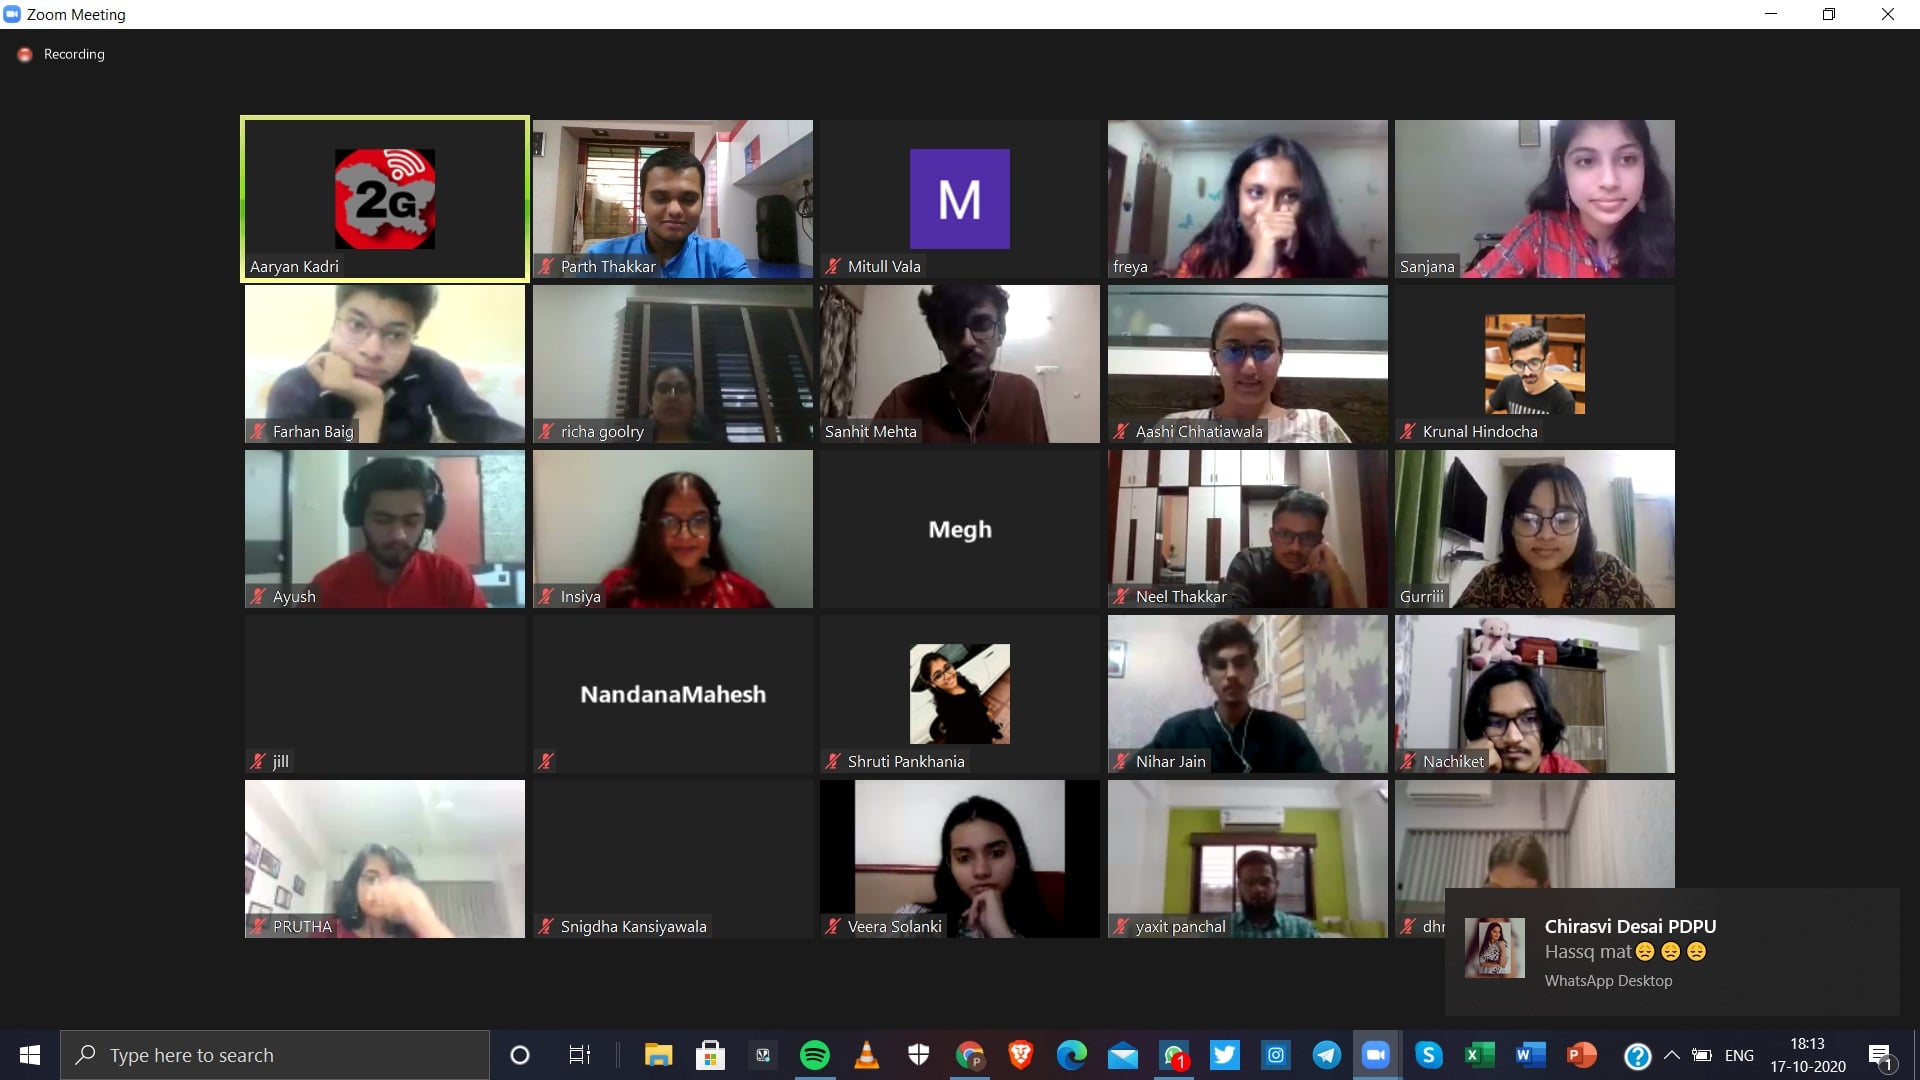 Zoom Meeting
Recording
2G
Aaryan Kadri
Parth Thakkar
M
Mitull Vala
freya
Sanjana
Farhan Baig
richa goolry
Sanhit Mehta
Aashi Chhatiawala
Krunal Hindocha
Ayush
Insiya
Megh
Neel Thakkar
Gurriii
jill
NandanaMahesh
Shruti Pankhania
Nihar Jain
Nachiket
PRUTHA
Snigdha Kansiyawala
Veera Solanki
yaxit panchal
dhr
Chirasvi Desai PDPU
Hassq mat😔😔😔
WhatsApp Desktop
Type here to search
P
1
S
X
W
P
?
ENG
18:13
17-10-2020
1